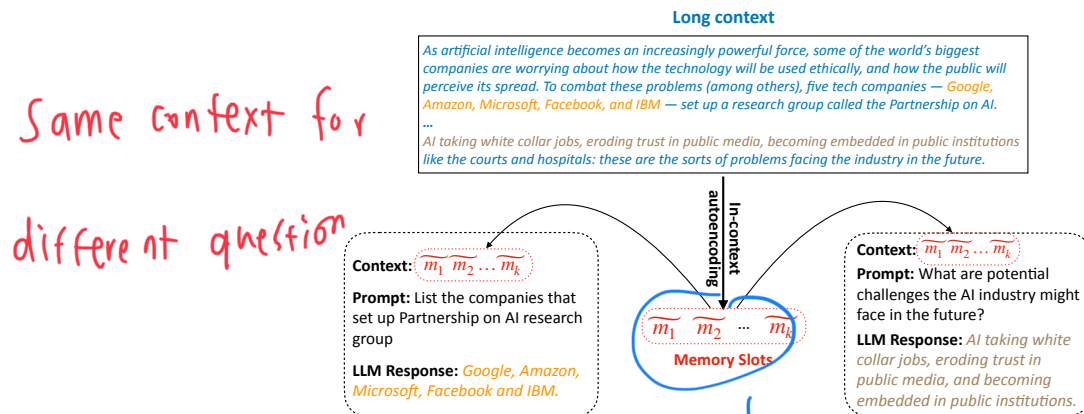 Long context
As artificial intelligence becomes an increasingly powerful force, some of the world's biggest
companies are worrying about how the technology will be used ethically, and how the public will
perceive its spread. To combat these problems (among others), five tech companies — Google,
Amazon, Microsoft, Facebook, and IBM — set up a research group called the Partnership on AI.
...
AI taking white collar jobs, eroding trust in public media, becoming embedded in public institutions
like the courts and hospitals: these are the sorts of problems facing the industry in the future.
Same context for
different question
In-context
autoencoding
Context: m̃₁ m̃₂ … m̃ₖ
Prompt: List the companies that
set up Partnership on AI research
group
LLM Response: Google, Amazon,
Microsoft, Facebook and IBM.
m̃₁ m̃₂ ... m̃ₖ
Memory Slots
Context: m̃₁ m̃₂ … m̃ₖ
Prompt: What are potential
challenges the AI industry might
face in the future?
LLM Response: AI taking white
collar jobs, eroding trust in
public media, and becoming
embedded in public institutions.